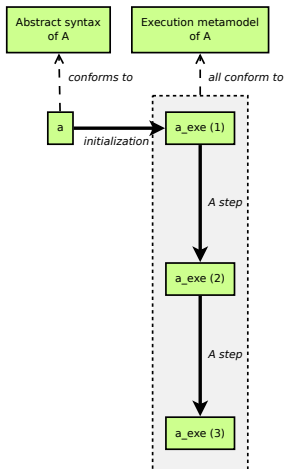 Abstract syntax
of A
Execution metamodel
of A
conforms to
all conform to
a
initialization
a_exe (1)
A step
a_exe (2)
A step
a_exe (3)